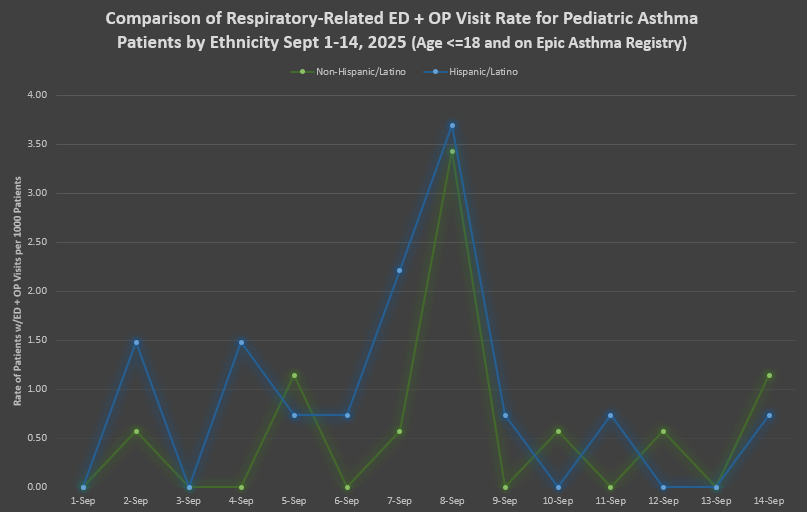 Comparison of Respiratory-Related ED + OP Visit Rate for Pediatric Asthma
Patients by Ethnicity Sept 1-14, 2025 (Age <=18 and on Epic Asthma Registry)
Non-Hispanic/Latino
Hispanic/Latino
Rate of Patients w/ED + OP Visits per 1000 Patients
4.00
3.50
3.00
2.50
2.00
1.50
1.00
0.50
0.00
1-Sep
2-Sep
3-Sep
4-Sep
5-Sep
6-Sep
7-Sep
8-Sep
9-Sep
10-Sep
11-Sep
12-Sep
13-Sep
14-Sep